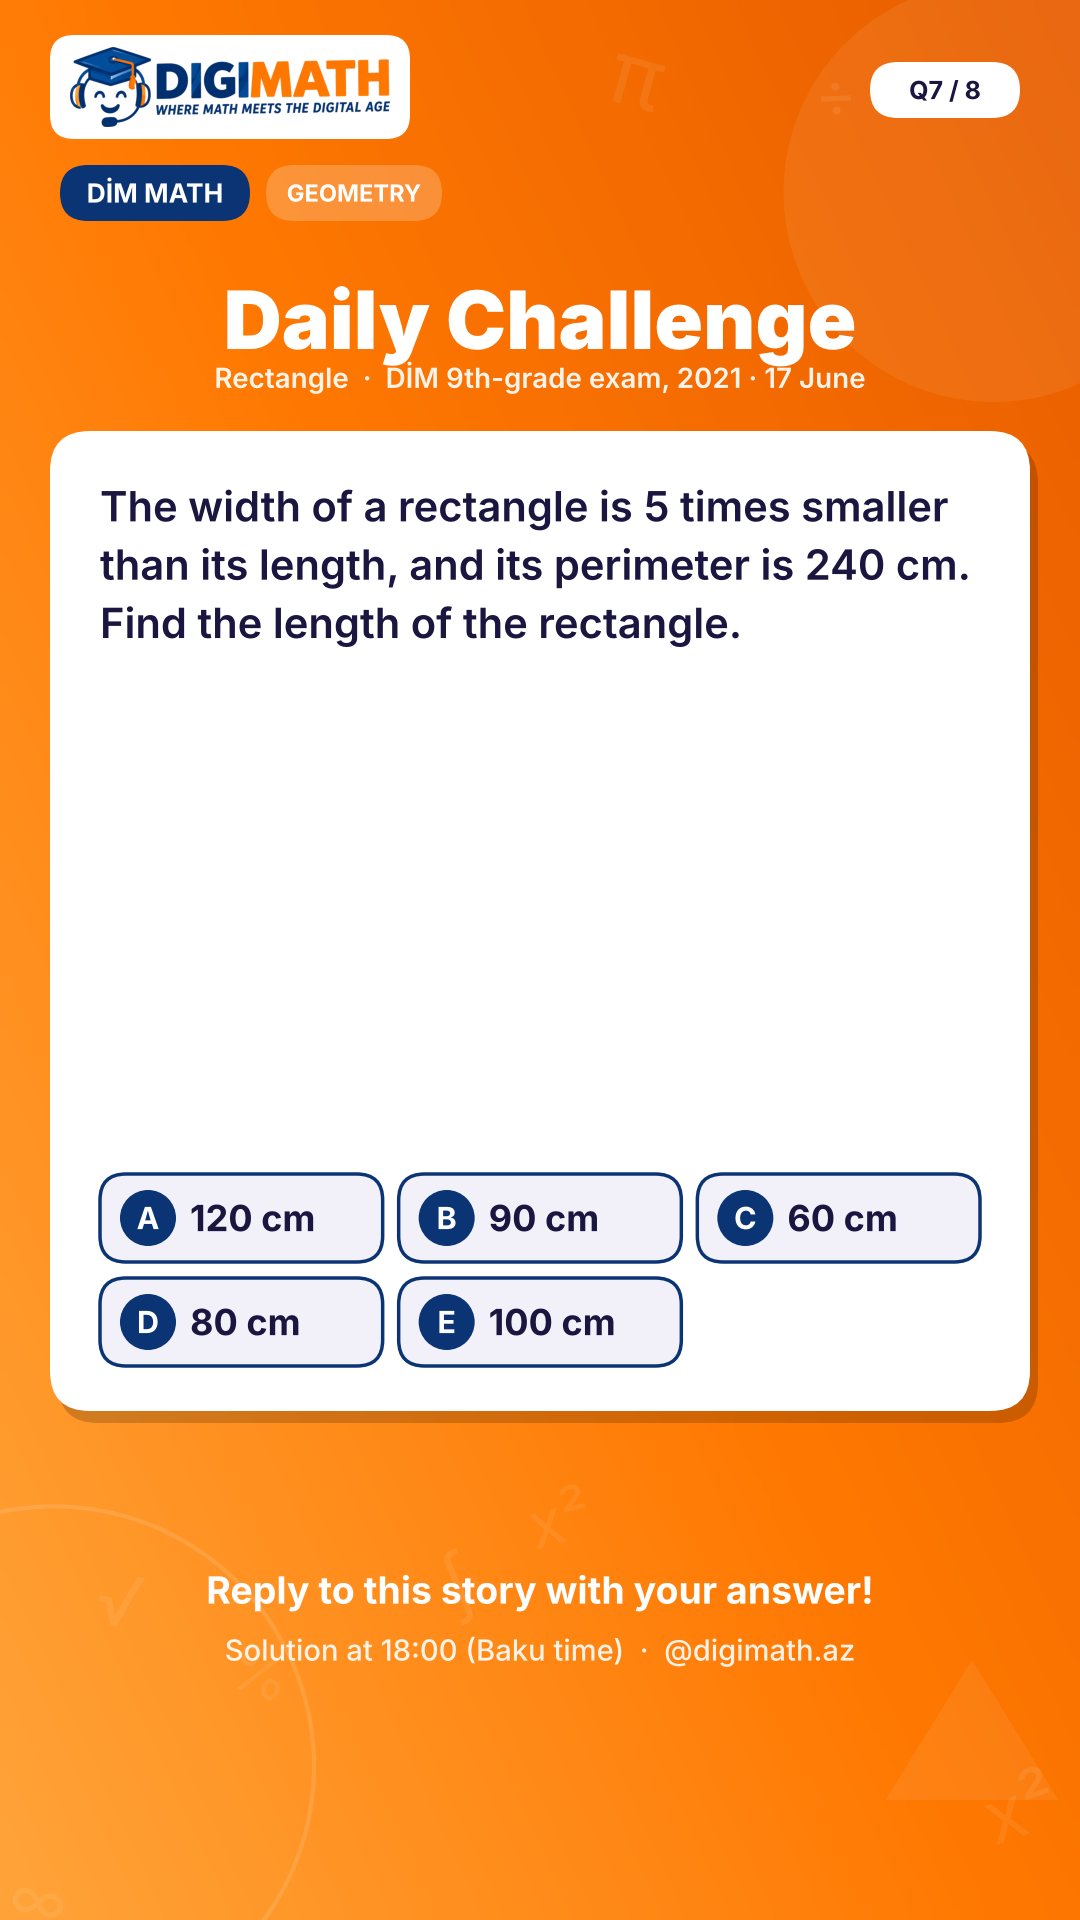 DIGIMATH
WHERE MATH MEETS THE DIGITAL AGE
Q7 / 8
DİM MATH
GEOMETRY
π
÷
Daily Challenge
Rectangle · DİM 9th-grade exam, 2021 · 17 June
The width of a rectangle is 5 times smaller
than its length, and its perimeter is 240 cm.
Find the length of the rectangle.
A 120 cm
B 90 cm
C 60 cm
D 80 cm
E 100 cm
x²
∫
√
Reply to this story with your answer!
Solution at 18:00 (Baku time) · @digimath.az
%
x²
∞